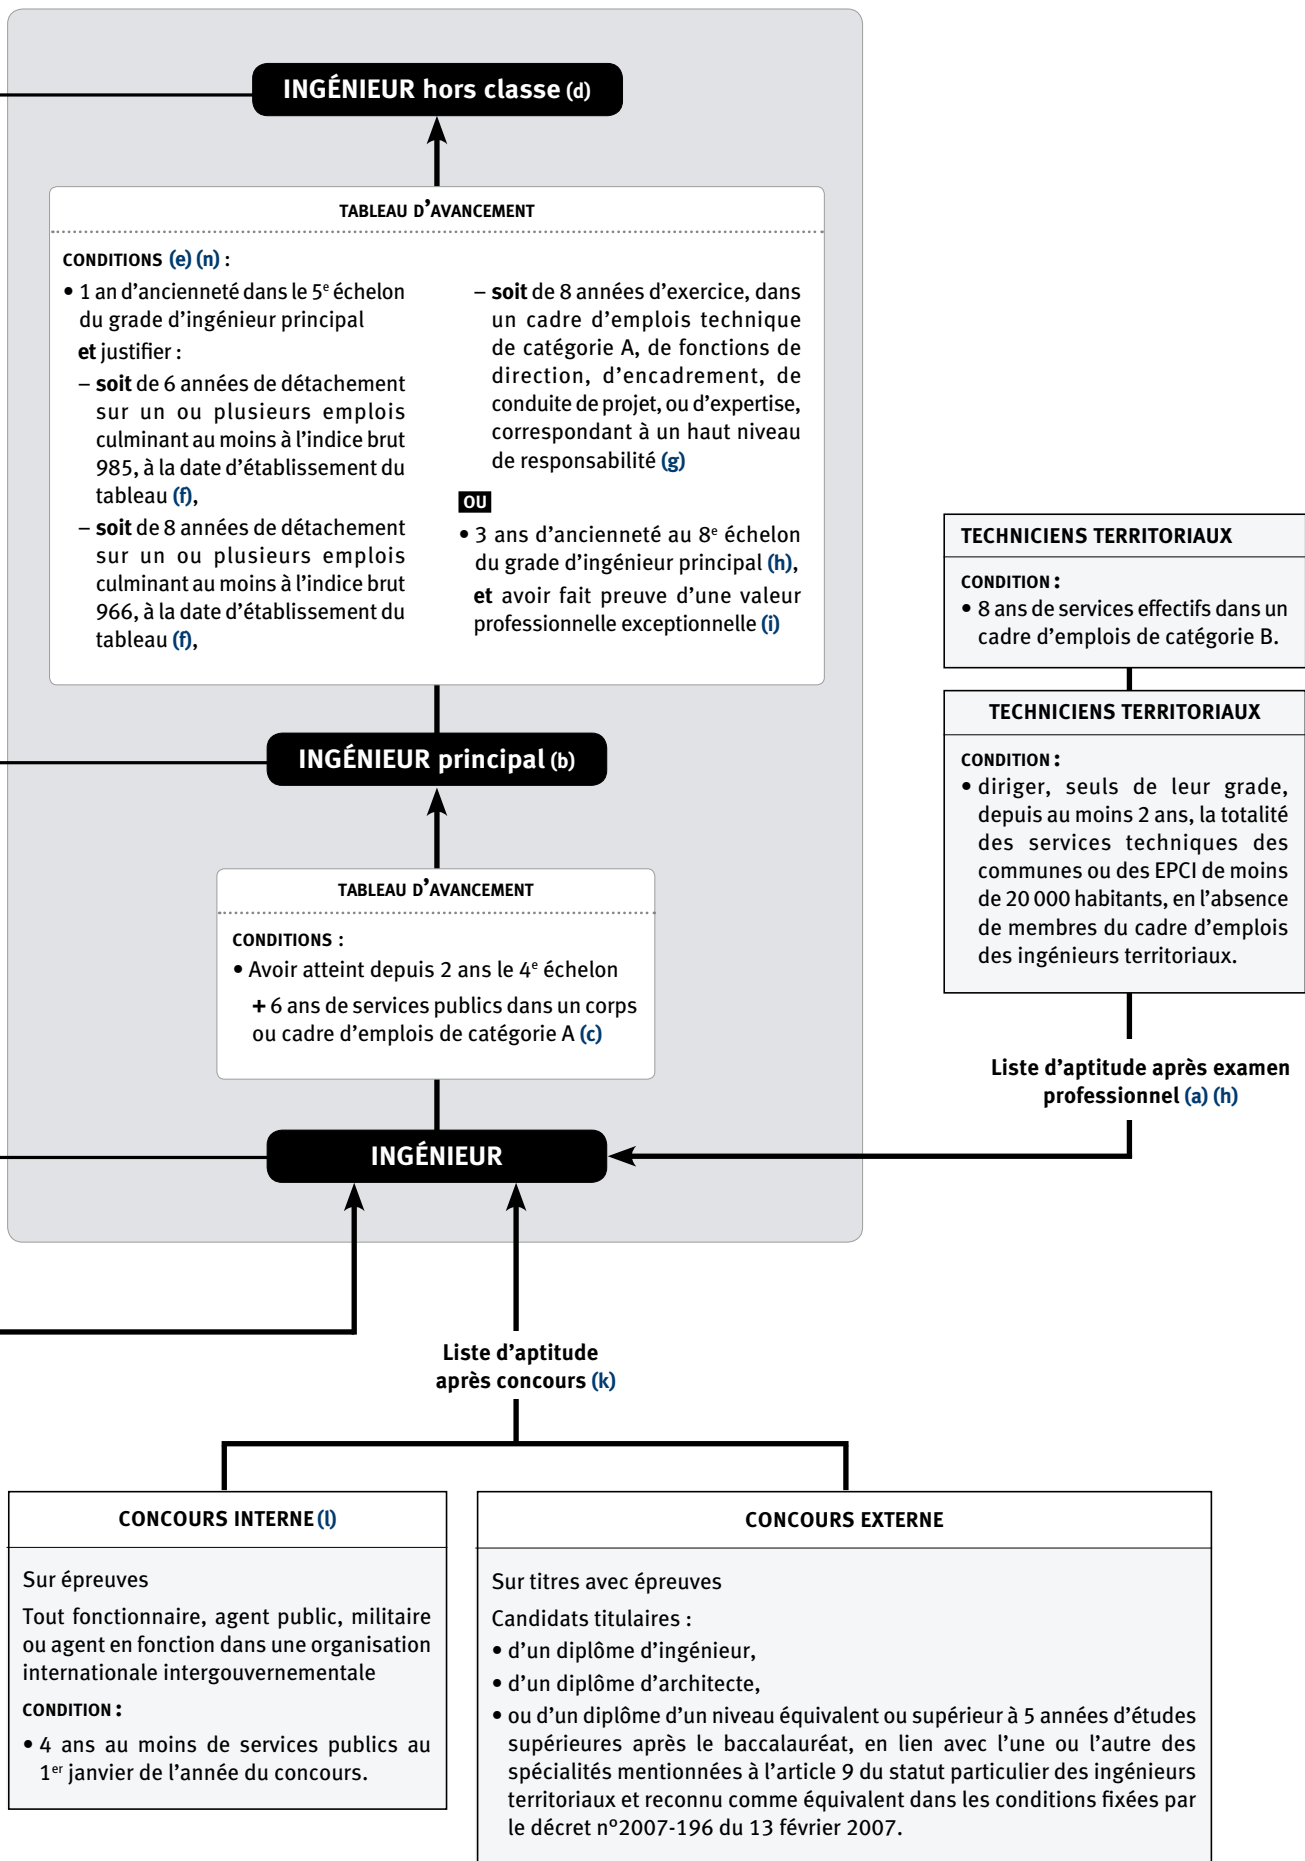 INGÉNIEUR hors classe (d)
TABLEAU D’AVANCEMENT
CONDITIONS (e) (n) :
• 1 an d’ancienneté dans le 5e échelon
du grade d’ingénieur principal
et justifier :
– soit de 6 années de détachement
sur un ou plusieurs emplois
culminant au moins à l’indice brut
985, à la date d’établissement du
tableau (f),
– soit de 8 années de détachement
sur un ou plusieurs emplois
culminant au moins à l’indice brut
966, à la date d’établissement du
tableau (f),
– soit de 8 années d’exercice, dans
un cadre d’emplois technique
de catégorie A, de fonctions de
direction, d’encadrement, de
conduite de projet, ou d’expertise,
correspondant à un haut niveau
de responsabilité (g)
OU
• 3 ans d’ancienneté au 8e échelon
du grade d’ingénieur principal (h),
et avoir fait preuve d’une valeur
professionnelle exceptionnelle (i)
TECHNICIENS TERRITORIAUX
CONDITION :
• 8 ans de services effectifs dans un
cadre d’emplois de catégorie B.
TECHNICIENS TERRITORIAUX
CONDITION :
• diriger, seuls de leur grade,
depuis au moins 2 ans, la totalité
des services techniques des
communes ou des EPCI de moins
de 20 000 habitants, en l’absence
de membres du cadre d’emplois
des ingénieurs territoriaux.
Liste d’aptitude après examen
professionnel (a) (h)
INGÉNIEUR principal (b)
TABLEAU D’AVANCEMENT
CONDITIONS :
• Avoir atteint depuis 2 ans le 4e échelon
+ 6 ans de services publics dans un corps
ou cadre d’emplois de catégorie A (c)
INGÉNIEUR
Liste d’aptitude
après concours (k)
CONCOURS INTERNE (l)
Sur épreuves
Tout fonctionnaire, agent public, militaire
ou agent en fonction dans une organisation
internationale intergouvernementale
CONDITION :
• 4 ans au moins de services publics au
1er janvier de l’année du concours.
CONCOURS EXTERNE
Sur titres avec épreuves
Candidats titulaires :
• d’un diplôme d’ingénieur,
• d’un diplôme d’architecte,
• ou d’un diplôme d’un niveau équivalent ou supérieur à 5 années d’études
supérieures après le baccalauréat, en lien avec l’une ou l’autre des
spécialités mentionnées à l’article 9 du statut particulier des ingénieurs
territoriaux et reconnu comme équivalent dans les conditions fixées par
le décret n°2007-196 du 13 février 2007.